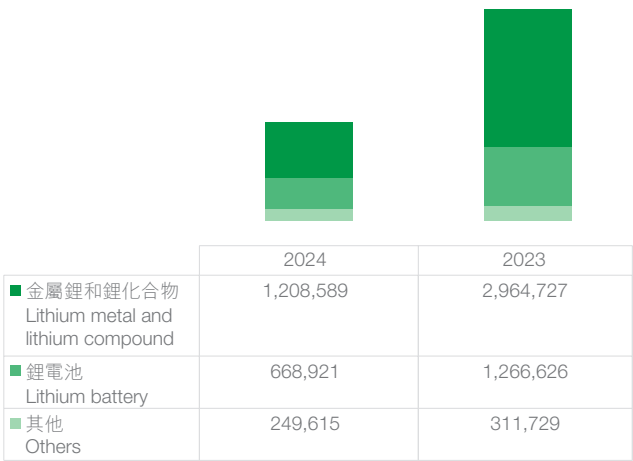 2024 2023
金屬鋰和鋰化合物 1,208,589 2,964,727
Lithium metal and
lithium compound
鋰電池 668,921 1,266,626
Lithium battery
其他 249,615 311,729
Others